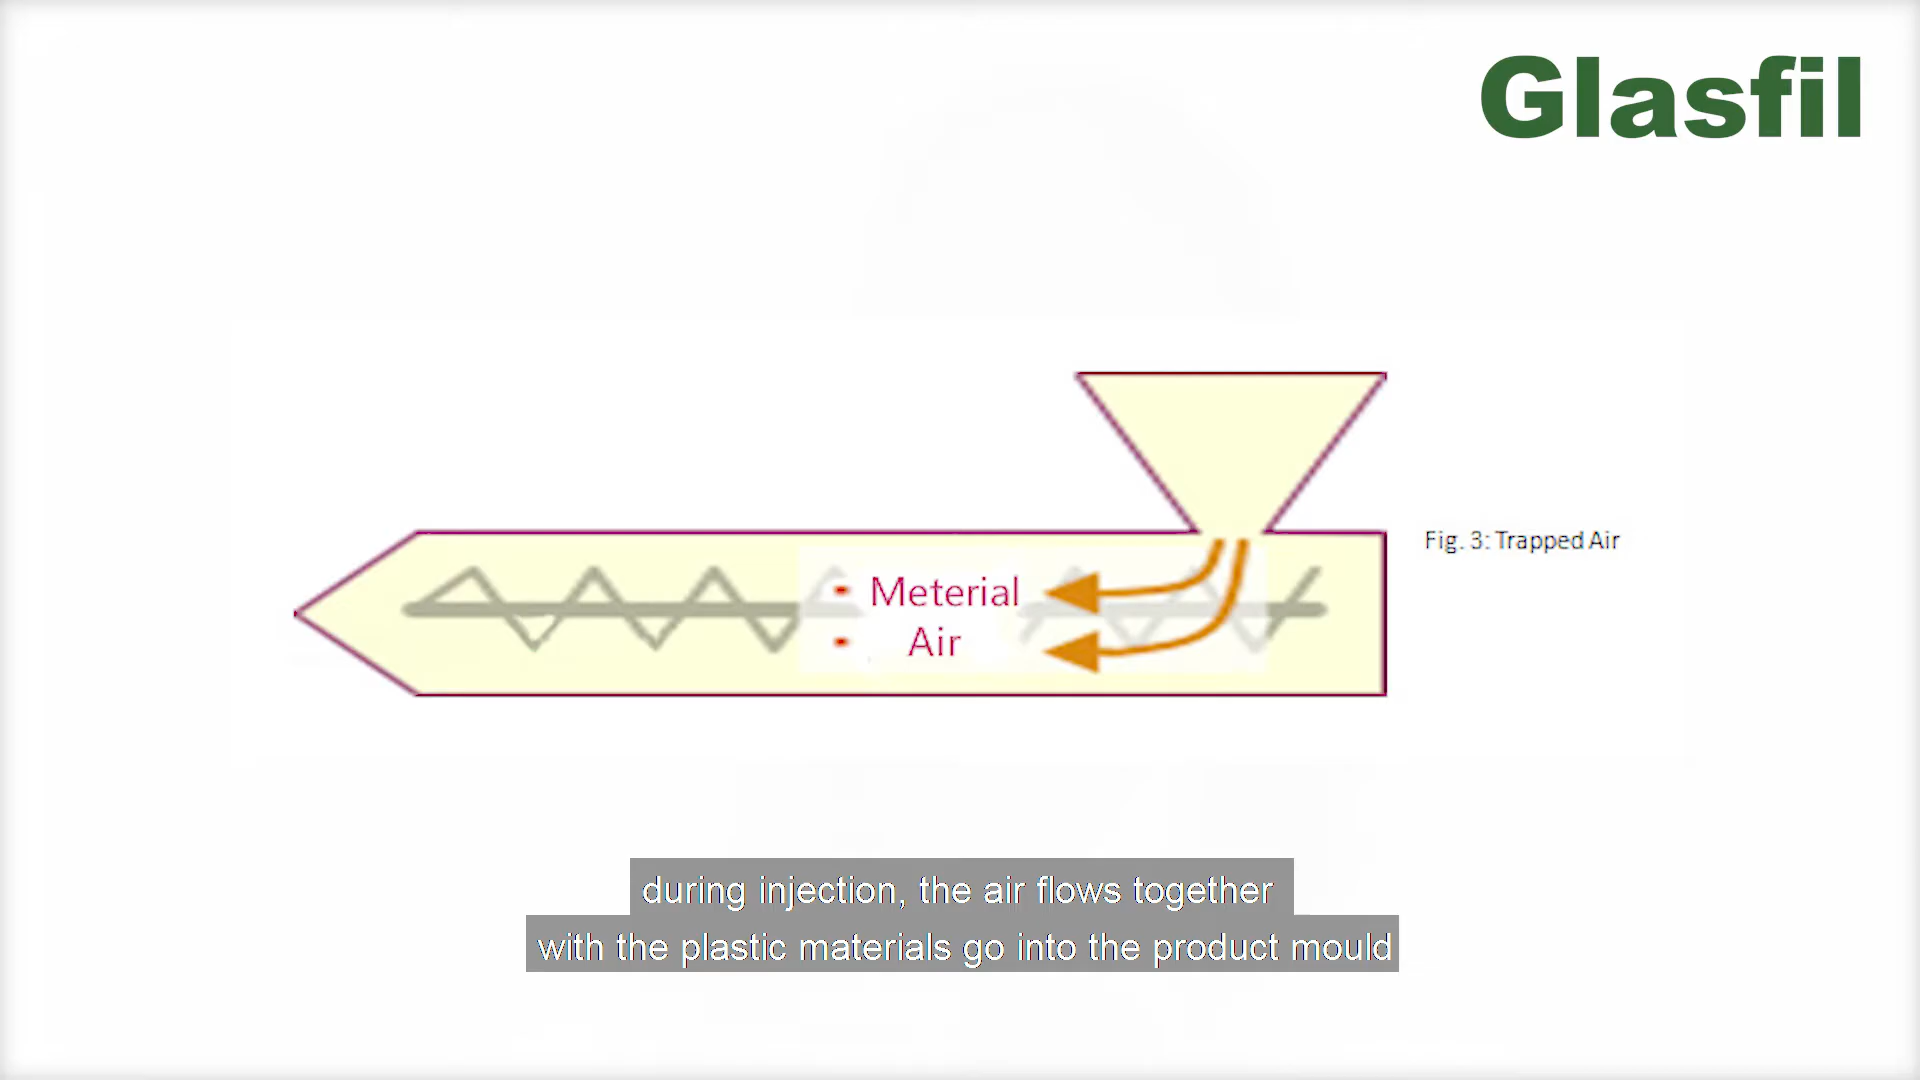 Glasfil
Fig. 3: Trapped Air
Meterial
Air
during injection, the air flows together
with the plastic materials go into the product mould